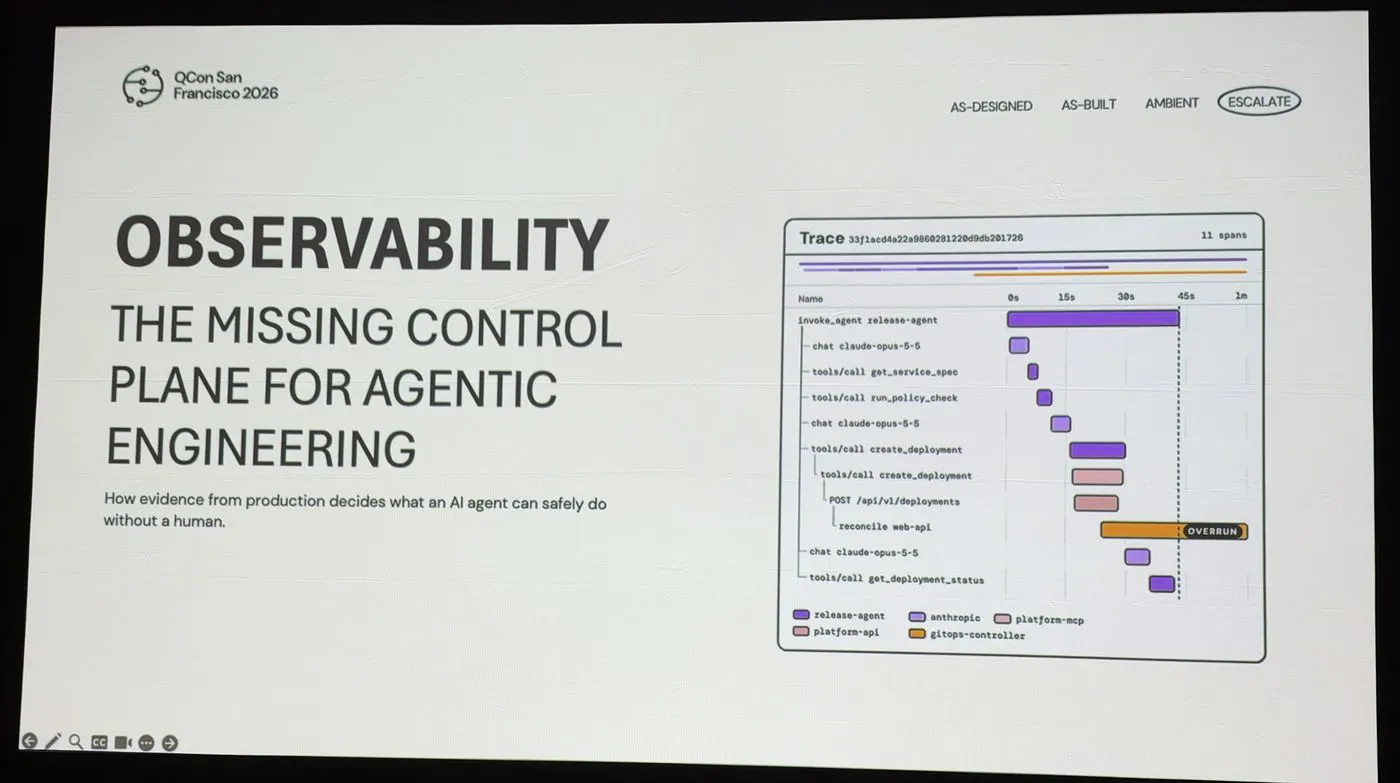 QCon San
Francisco 2026
AS-DESIGNED AS-BUILT AMBIENT ESCALATE
OBSERVABILITY
THE MISSING CONTROL
PLANE FOR AGENTIC
ENGINEERING
How evidence from production decides what an AI agent can safely do
without a human.
Trace 33f1acd4a22a9860281220d9db201726 11 spans
Name 0s 15s 30s 45s 1m
invoke_agent release-agent
chat claude-opus-5-5
tools/call get_service_spec
tools/call run_policy_check
chat claude-opus-5-5
tools/call create_deployment
tools/call create_deployment
POST /api/v1/deployments
reconcile web-api OVERRUN
chat claude-opus-5-5
tools/call get_deployment_status
release-agent anthropic platform-mcp
platform-api gitops-controller
CC